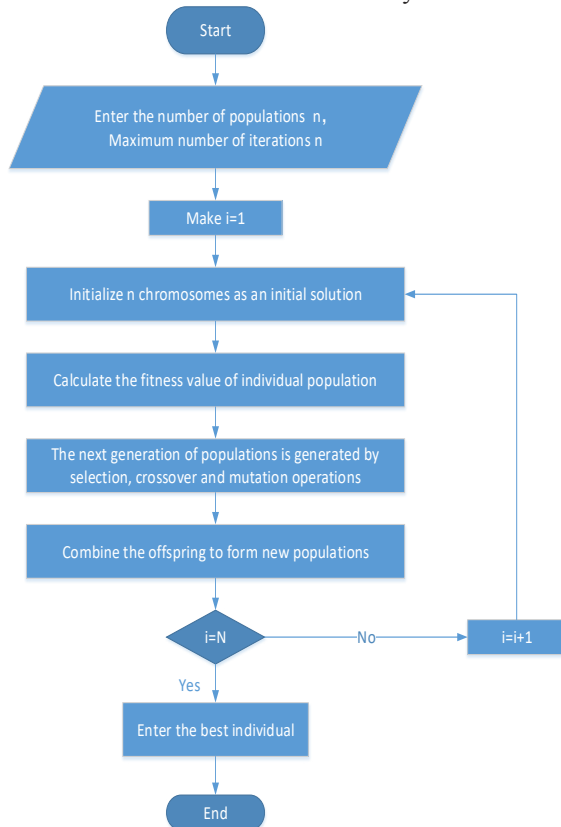 Start
Enter the number of populations n,
Maximum number of iterations n
Make i=1
Initialize n chromosomes as an initial solution
Calculate the fitness value of individual population
The next generation of populations is generated by
selection, crossover and mutation operations
Combine the offspring to form new populations
i=N
No
i=i+1
Yes
Enter the best individual
End